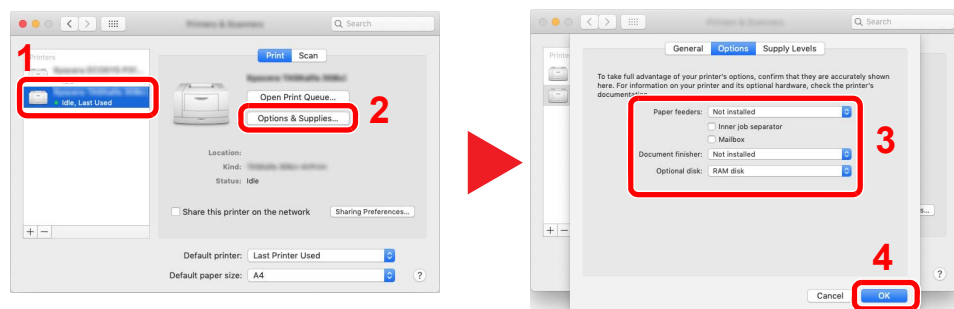 Search
1
Print Scan
Idle, Last Used
Open Print Queue...
Options & Supplies...
2
Location:
Kind:
Status: Idle
Share this printer on the network
Sharing Preferences...
+ −
Default printer: Last Printer Used
Default paper size: A4
?
Search
General Options Supply Levels
To take full advantage of your printer's options, confirm that they are accurately shown
here. For information on your printer and its optional hardware, check the printer's
documentation.
Paper feeders: Not installed
Inner job separator
Mailbox
3
Document finisher: Not installed
Optional disk: RAM disk
+ −
4
?
Cancel OK